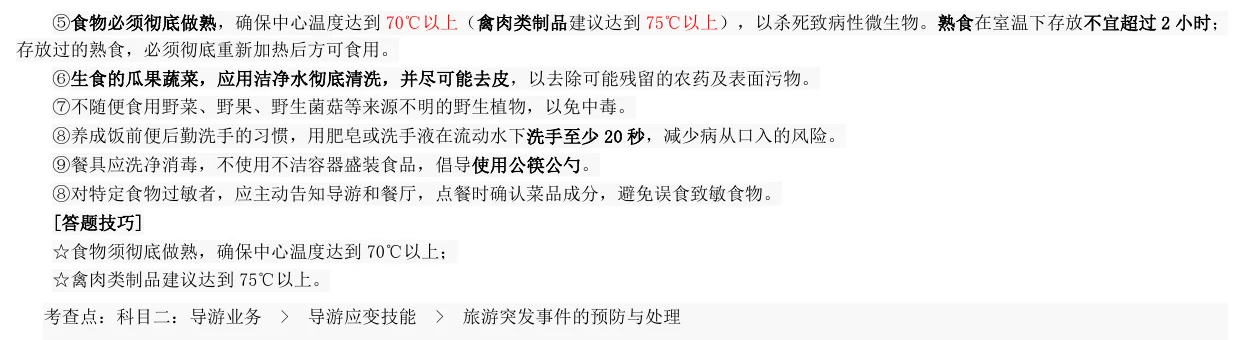 ⑤食物必须彻底做熟，确保中心温度达到 70℃以上（禽肉类制品建议达到 75℃以上），以杀死致病性微生物。熟食在室温下存放不宜超过 2 小时；
存放过的熟食，必须彻底重新加热后方可食用。
⑥生食的瓜果蔬菜，应用洁净水彻底清洗，并尽可能去皮，以去除可能残留的农药及表面污物。
⑦不随便食用野菜、野果、野生菌菇等来源不明的野生植物，以免中毒。
⑧养成饭前便后勤洗手的习惯，用肥皂或洗手液在流动水下洗手至少 20 秒，减少病从口入的风险。
⑨餐具应洗净消毒，不使用不洁容器盛装食品，倡导使用公筷公勺。
⑧对特定食物过敏者，应主动告知导游和餐厅，点餐时确认菜品成分，避免误食致敏食物。
[答题技巧]
☆食物须彻底做熟，确保中心温度达到 70℃以上；
☆禽肉类制品建议达到 75℃以上。
考查点：科目二：导游业务 > 导游应变技能 > 旅游突发事件的预防与处理